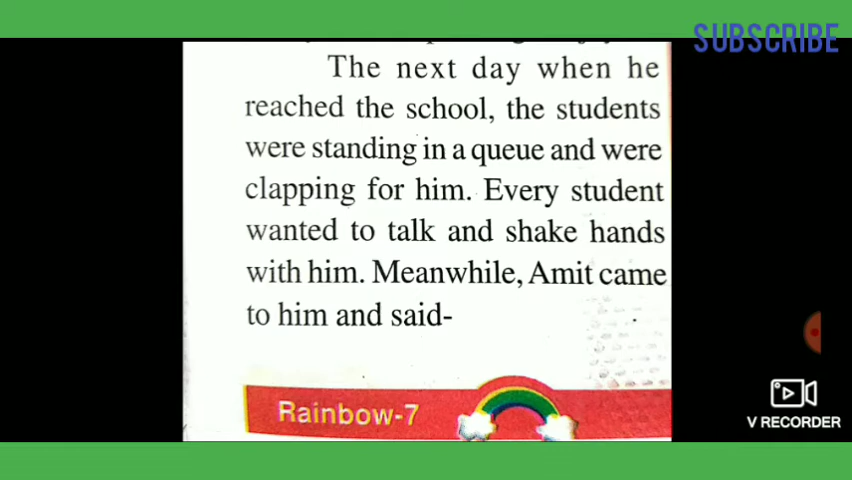 SUBSCRIBE
The next day when he
reached the school, the students
were standing in a queue and were
clapping for him. Every student
wanted to talk and shake hands
with him. Meanwhile, Amit came
to him and said-
Rainbow-7
V RECORDER